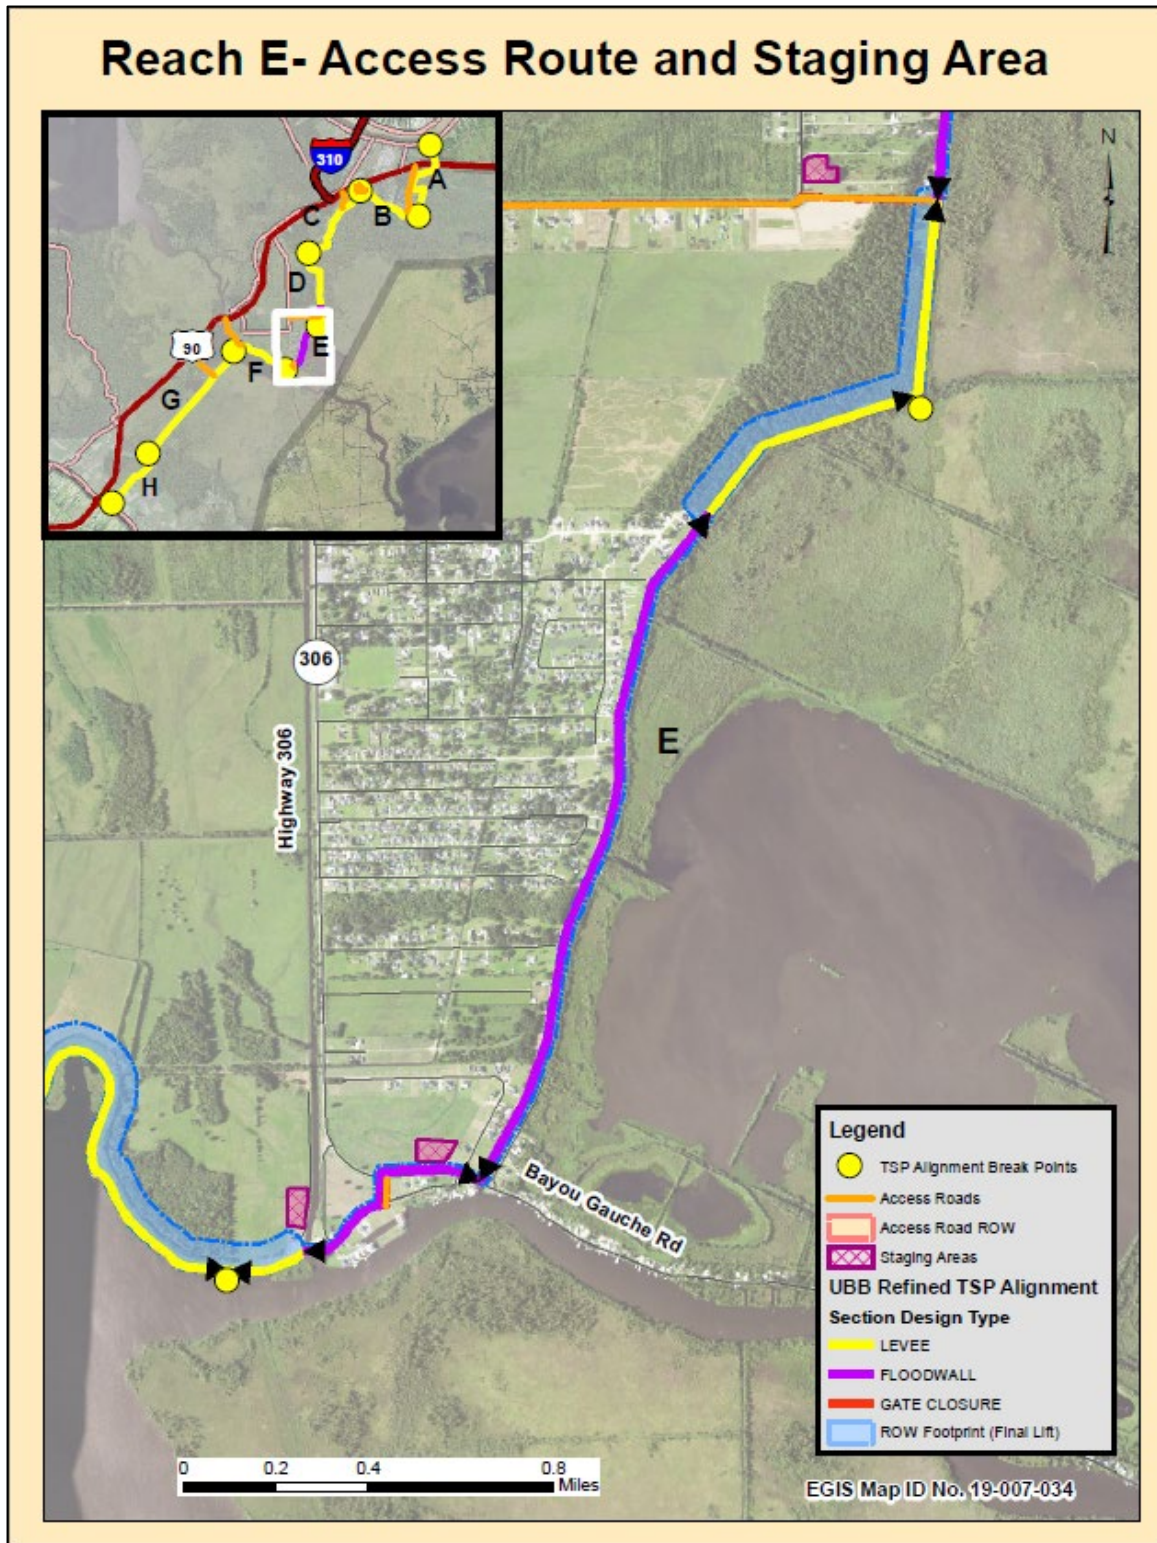 Reach E- Access Route and Staging Area
310
A
C
B
D
E
90
F
G
H
N
306
Highway 306
E
Bayou Gauche Rd
Legend
TSP Alignment Break Points
Access Roads
Access Road ROW
Staging Areas
UBB Refined TSP Alignment
Section Design Type
LEVEE
FLOODWALL
GATE CLOSURE
ROW Footprint (Final Lift)
0 0.2 0.4 0.8
Miles
EGIS Map ID No. 19-007-034